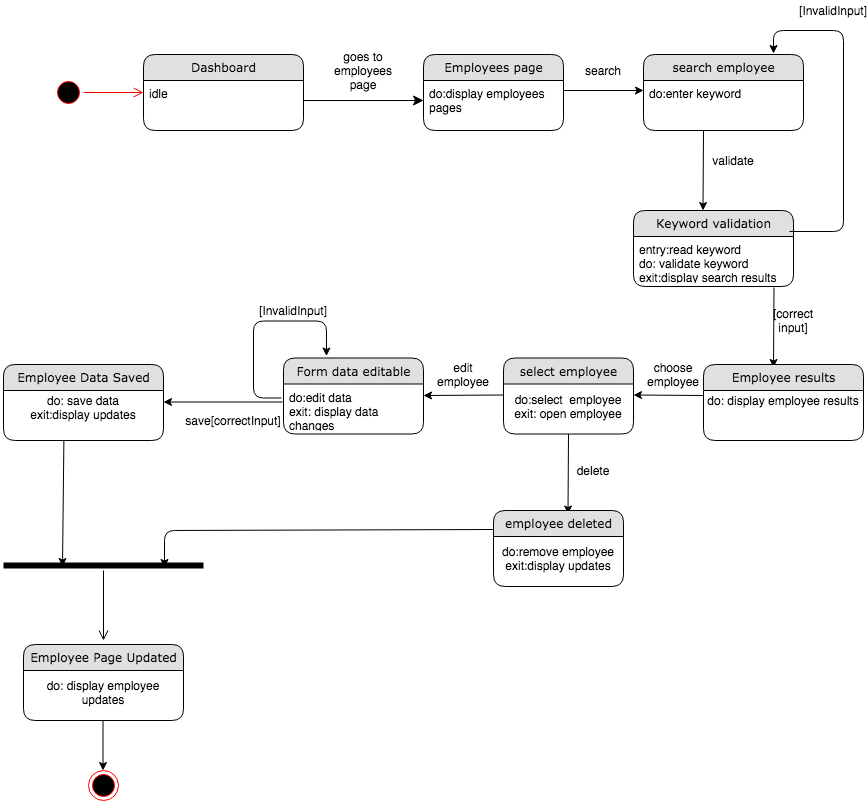 [InvalidInput]
Dashboard
idle
goes to
employees
page
Employees page
do:display employees
pages
search
search employee
do:enter keyword
validate
Keyword validation
entry:read keyword
do: validate keyword
exit:display search results
[correct
input]
Employee results
do: display employee results
choose
employee
select employee
do:select  employee
exit: open employee
edit
employee
[InvalidInput]
Form data editable
do:edit data
exit: display data
changes
save[correctInput]
Employee Data Saved
do: save data
exit:display updates
delete
employee deleted
do:remove employee
exit:display updates
Employee Page Updated
do: display employee
updates